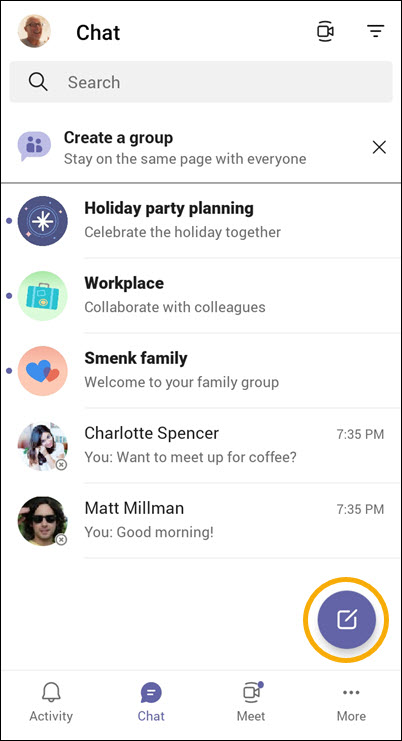 Chat
Search
Create a group
Stay on the same page with everyone
Holiday party planning
Celebrate the holiday together
Workplace
Collaborate with colleagues
Smenk family
Welcome to your family group
Charlotte Spencer 7:35 PM
You: Want to meet up for coffee?
Matt Millman 7:35 PM
You: Good morning!
Activity Chat Meet More